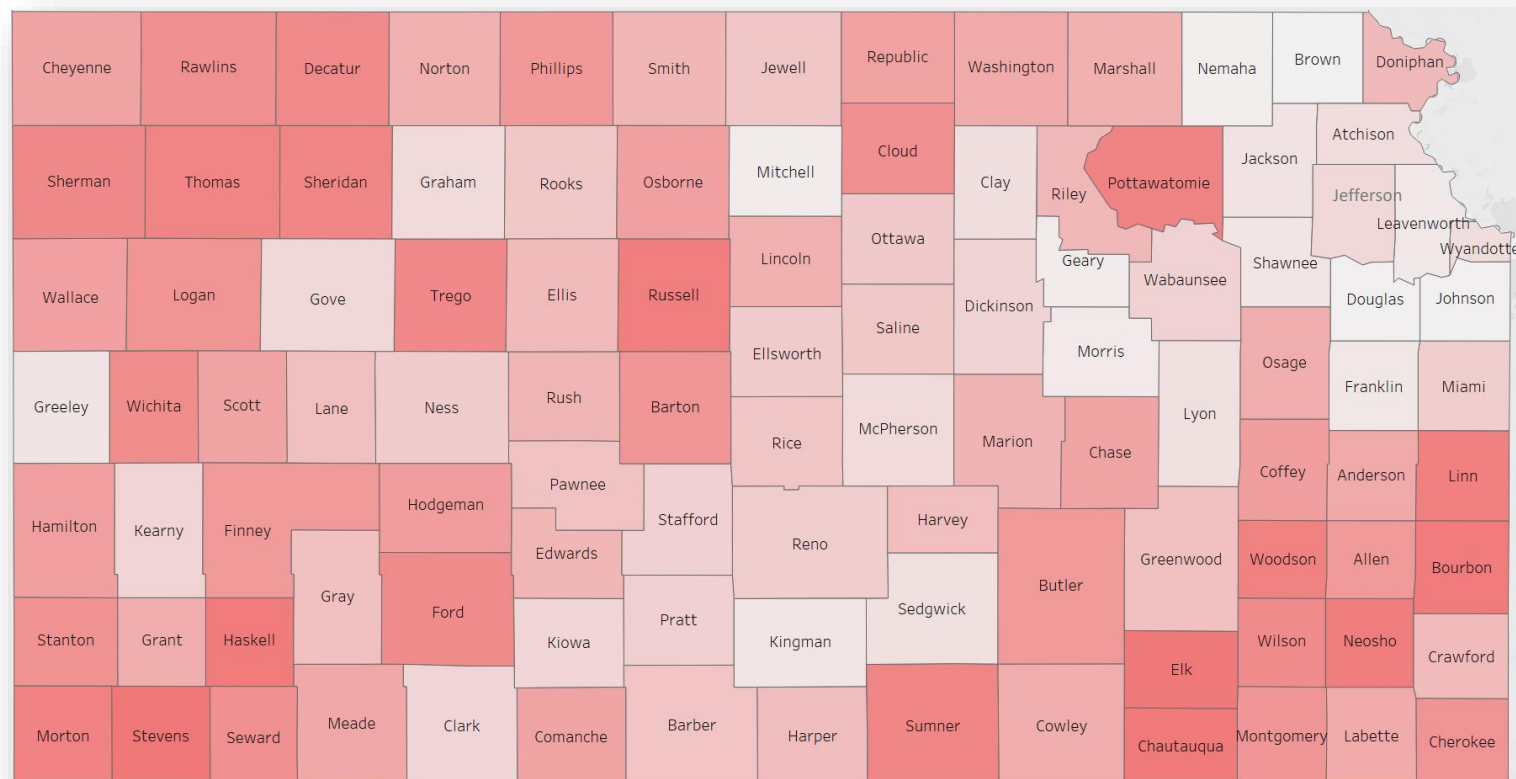 Cheyenne
Rawlins
Decatur
Norton
Phillips
Smith
Jewell
Republic
Washington
Marshall
Nemaha
Brown
Doniphan
Sherman
Thomas
Sheridan
Graham
Rooks
Osborne
Mitchell
Cloud
Clay
Riley
Pottawatomie
Jackson
Atchison
Jefferson
Leavenworth
Wyandotte
Wallace
Logan
Gove
Trego
Ellis
Russell
Lincoln
Ottawa
Saline
Dickinson
Geary
Wabaunsee
Shawnee
Douglas
Johnson
Ellsworth
Morris
Greeley
Wichita
Scott
Lane
Ness
Rush
Barton
Rice
McPherson
Marion
Chase
Lyon
Osage
Franklin
Miami
Hamilton
Kearny
Finney
Hodgeman
Pawnee
Stafford
Reno
Harvey
Coffey
Anderson
Linn
Gray
Ford
Edwards
Sedgwick
Butler
Greenwood
Woodson
Allen
Bourbon
Stanton
Grant
Haskell
Kiowa
Pratt
Kingman
Elk
Wilson
Neosho
Crawford
Morton
Stevens
Seward
Meade
Clark
Comanche
Barber
Harper
Sumner
Cowley
Chautauqua
Montgomery
Labette
Cherokee